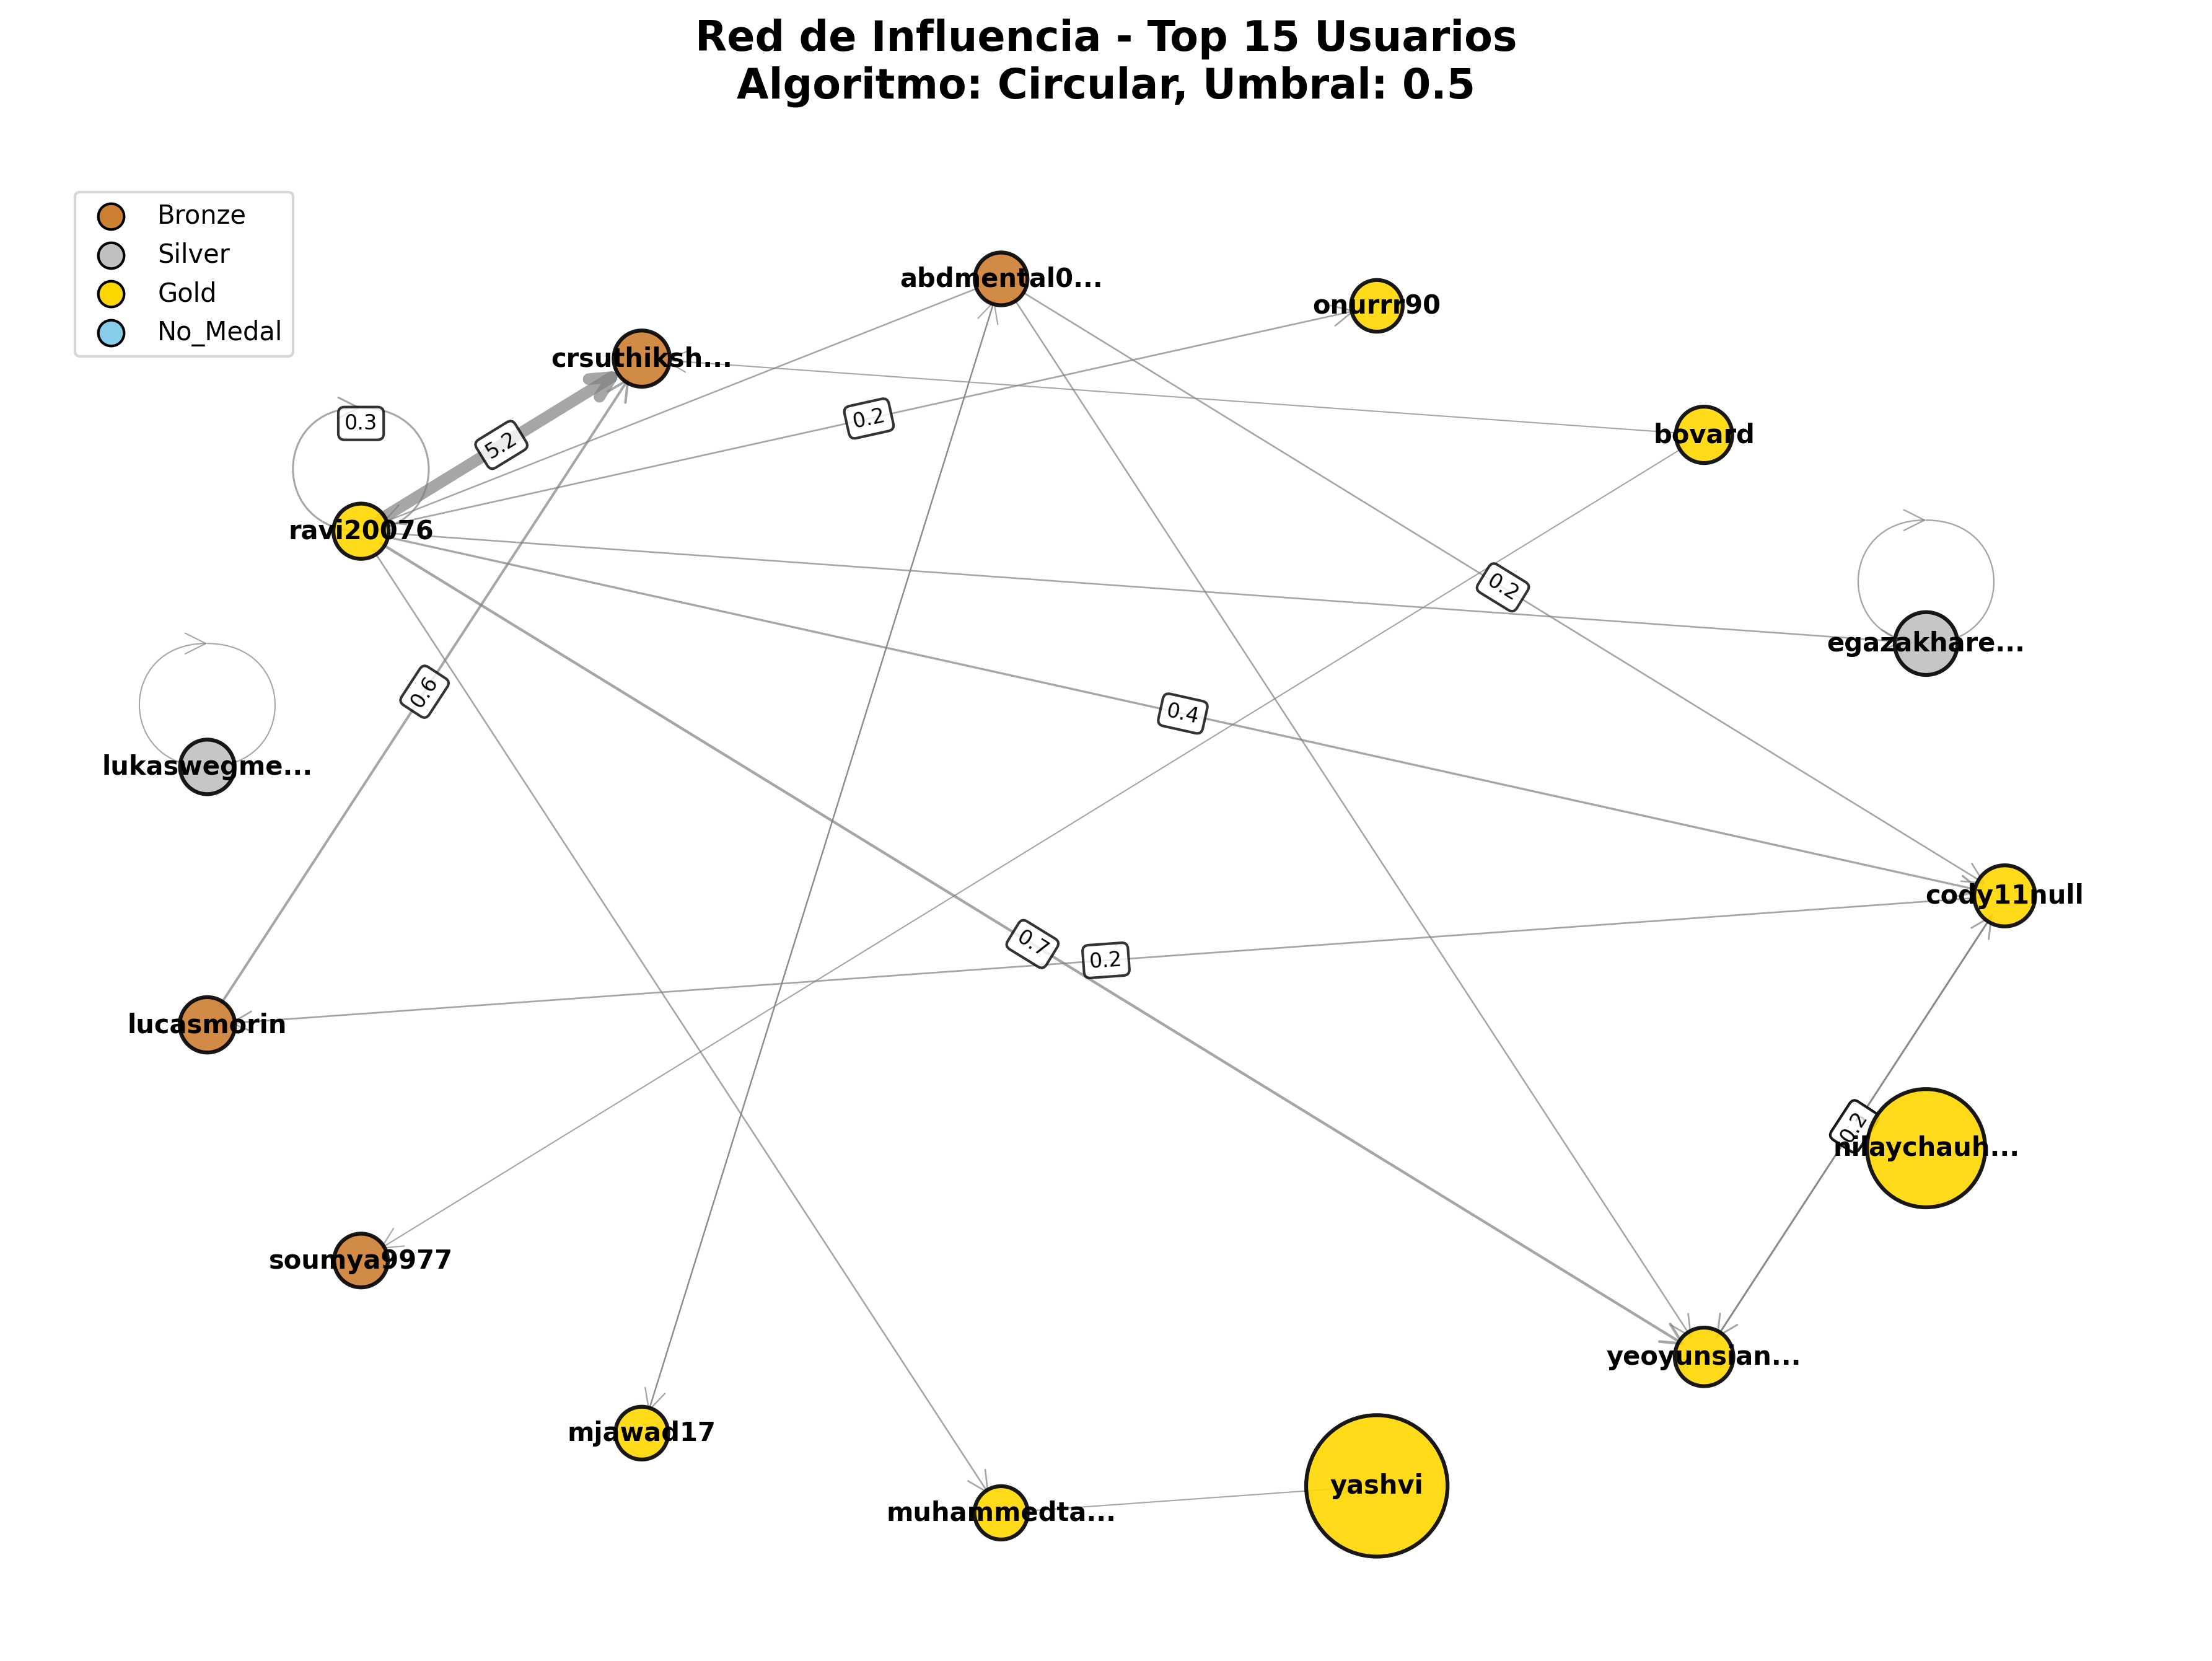 Red de Influencia - Top 15 Usuarios
Algoritmo: Circular, Umbral: 0.5
Bronze
Silver
Gold
No_Medal
abdmental0...
onurrr90
crsuthiksh...
0.3
0.2
bovard
5.2
ravi20076
0.2
egazakhare...
0.6
0.4
lukaswegme...
cody11null
0.7
0.2
lucasmorin
0.2
nilaychauh...
soumya9977
yeoyunsian...
mjawad17
yashvi
muhammedta...